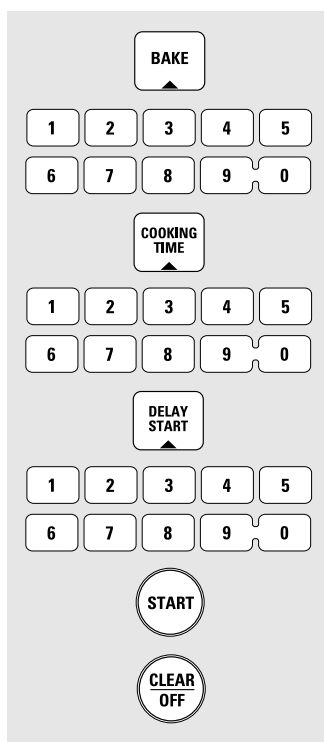 BAKE
1 2 3 4 5
6 7 8 9 0
COOKING
TIME
1 2 3 4 5
6 7 8 9 0
DELAY
START
1 2 3 4 5
6 7 8 9 0
START
CLEAR
OFF